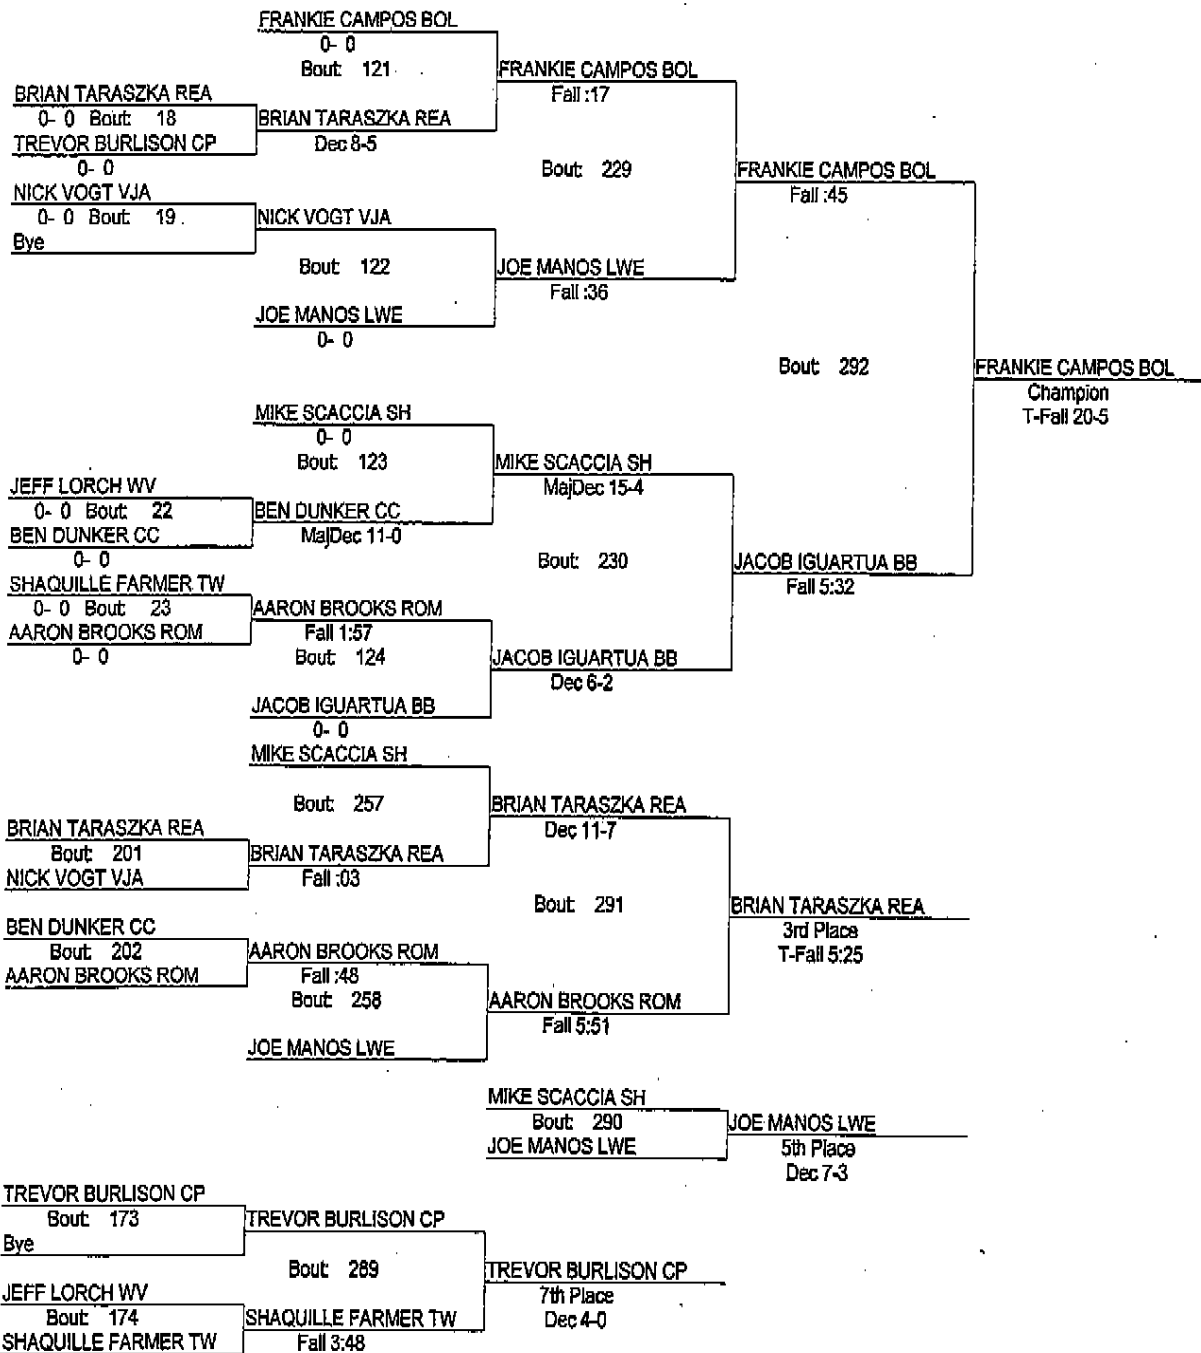 FRANKIE CAMPOS BOL
0- 0
Bout: 121
FRANKIE CAMPOS BOL
Fall :17
BRIAN TARASZKA REA
0- 0 Bout: 18
BRIAN TARASZKA REA
Dec 8-5
TREVOR BURLISON CP
0- 0
Bout: 229
FRANKIE CAMPOS BOL
Fall :45
NICK VOGT VJA
0- 0 Bout: 19
NICK VOGT VJA
Bye
Bout: 122
JOE MANOS LWE
Fall :36
JOE MANOS LWE
0- 0
Bout: 292
FRANKIE CAMPOS BOL
Champion
T-Fall 20-5
MIKE SCACCIA SH
0- 0
Bout: 123
MIKE SCACCIA SH
MajDec 15-4
JEFF LORCH WV
0- 0 Bout: 22
BEN DUNKER CC
MajDec 11-0
BEN DUNKER CC
0- 0
Bout: 230
JACOB IGUARTUA BB
Fall 5:32
SHAQUILLE FARMER TW
0- 0 Bout: 23
AARON BROOKS ROM
Fall 1:57
AARON BROOKS ROM
0- 0
Bout: 124
JACOB IGUARTUA BB
Dec 6-2
JACOB IGUARTUA BB
0- 0
MIKE SCACCIA SH
Bout: 257
BRIAN TARASZKA REA
Dec 11-7
BRIAN TARASZKA REA
Bout: 201
BRIAN TARASZKA REA
Fall :03
NICK VOGT VJA
Bout: 291
BRIAN TARASZKA REA
3rd Place
T-Fall 5:25
BEN DUNKER CC
Bout: 202
AARON BROOKS ROM
Fall :48
AARON BROOKS ROM
Bout: 258
AARON BROOKS ROM
Fall 5:51
JOE MANOS LWE
MIKE SCACCIA SH
Bout: 290
JOE MANOS LWE
JOE MANOS LWE
5th Place
Dec 7-3
TREVOR BURLISON CP
Bout: 173
TREVOR BURLISON CP
Bye
Bout: 289
TREVOR BURLISON CP
7th Place
Dec 4-0
JEFF LORCH WV
Bout: 174
SHAQUILLE FARMER TW
Fall 3:48
SHAQUILLE FARMER TW